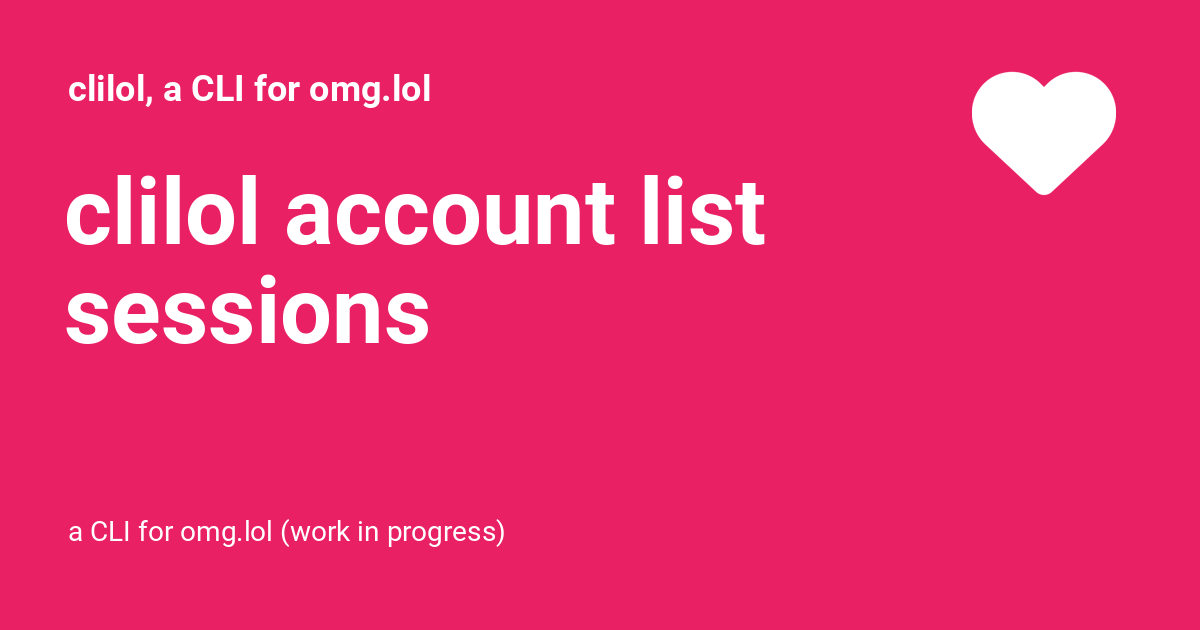 clilol, a CLI for omg.lol
clilol account list
sessions
a CLI for omg.lol (work in progress)